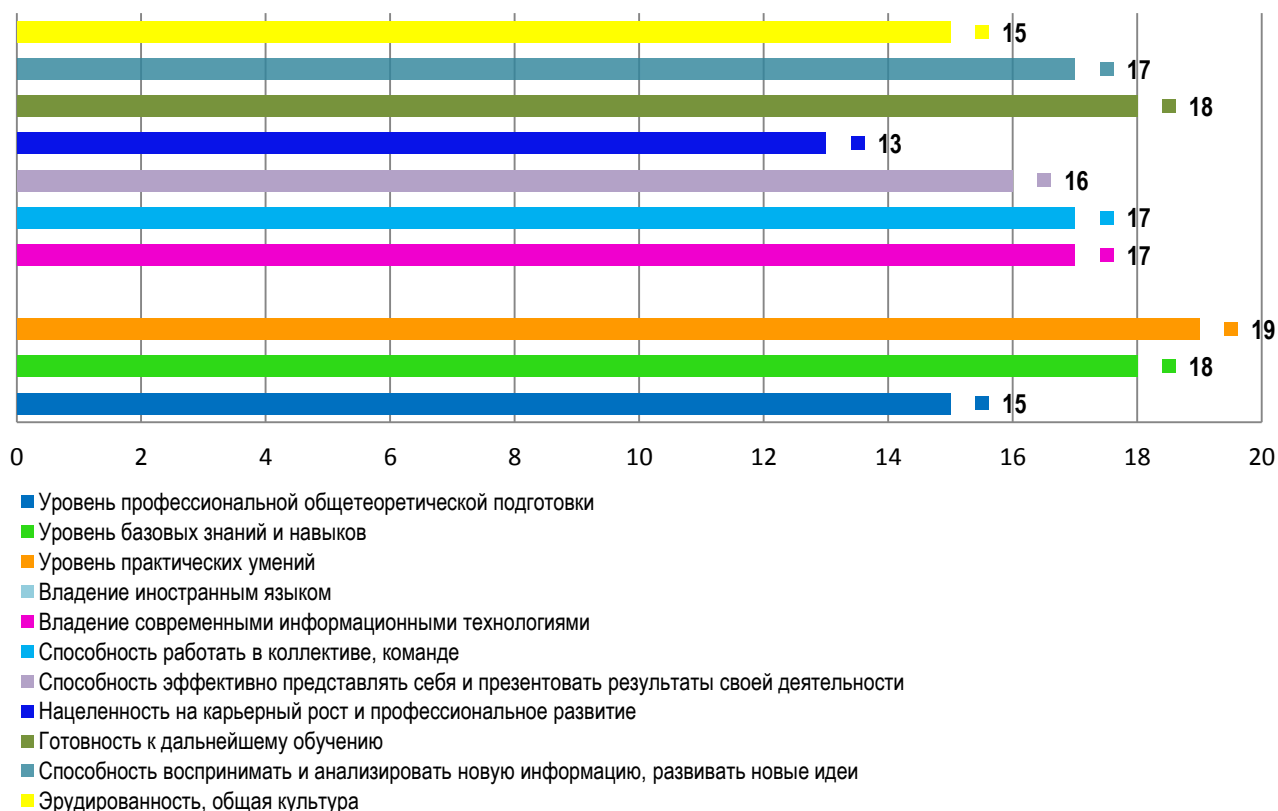 15
17
18
13
16
17
17
19
18
15
0 2 4 6 8 10 12 14 16 18 20
Уровень профессиональной общетеоретической подготовки
Уровень базовых знаний и навыков
Уровень практических умений
Владение иностранным языком
Владение современными информационными технологиями
Способность работать в коллективе, команде
Способность эффективно представлять себя и презентовать результаты своей деятельности
Нацеленность на карьерный рост и профессиональное развитие
Готовность к дальнейшему обучению
Способность воспринимать и анализировать новую информацию, развивать новые идеи
Эрудированность, общая культура